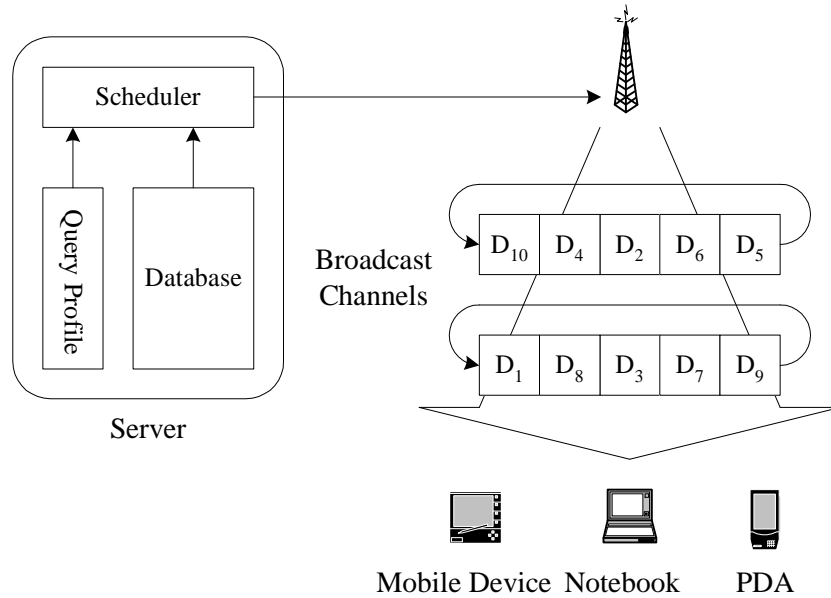 Scheduler
Query Profile
Database
Server
Broadcast
Channels
D10 D4 D2 D6 D5
D1 D8 D3 D7 D9
Mobile Device Notebook PDA